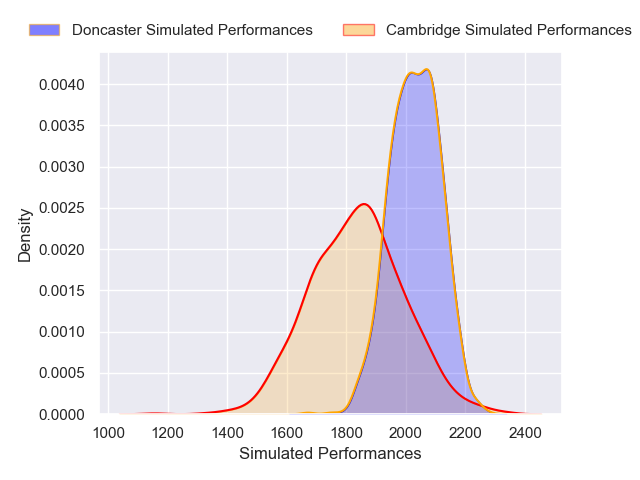 Doncaster Simulated Performances
Cambridge Simulated Performances
0.0040
0.0035
0.0030
0.0025
0.0020
0.0015
0.0010
0.0005
0.0000
Density
1000 1200 1400 1600 1800 2000 2200 2400
Simulated Performances